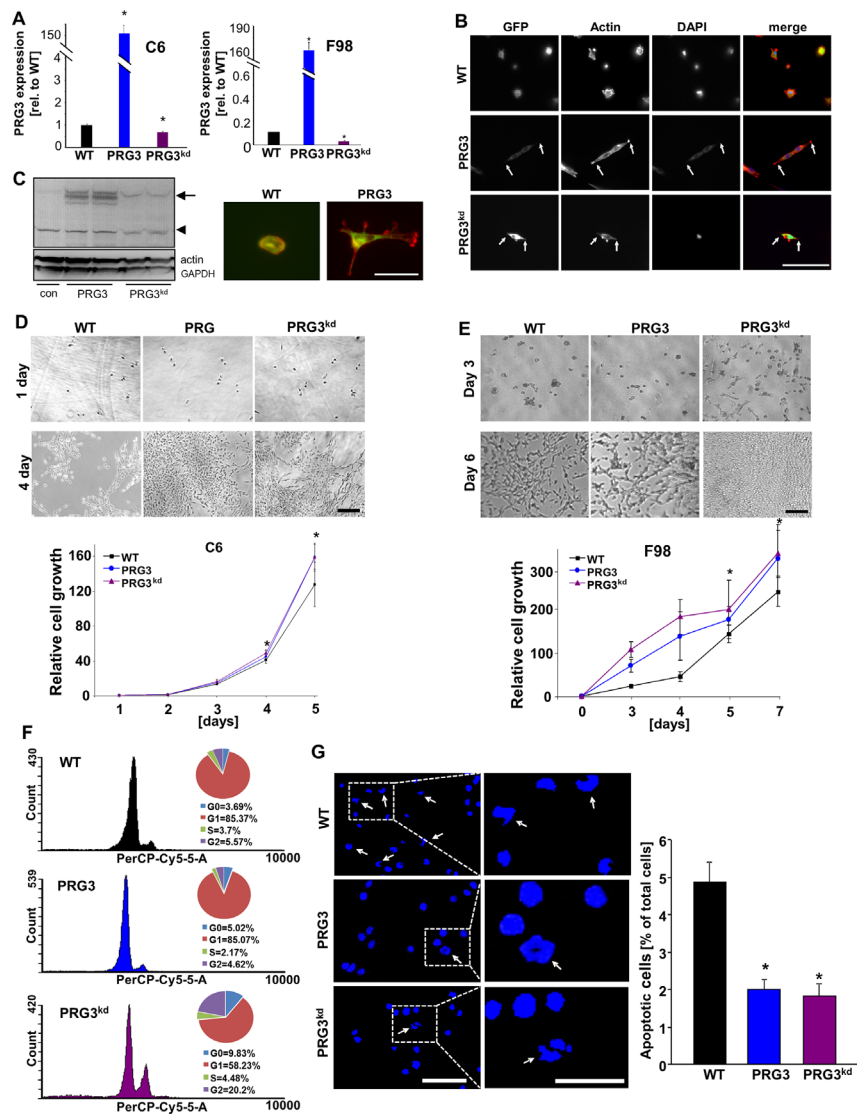 A
PRG3 expression
[rel. to WT]
150
4
2
1
0
*
*
C6
WT PRG3 PRG3kd
PRG3 expression
[rel. to WT]
190
160
0.6
0.4
0.2
0
*
*
F98
WT PRG3 PRG3kd
B
GFP Actin DAPI merge
WT
PRG3
PRG3kd
C
actin
GAPDH
con PRG3 PRG3kd
WT PRG3
D
WT PRG PRG3kd
1 day
4 day
C6
Relative cell growth
160
120
80
40
0
WT
PRG3
PRG3kd
*
*
1 2 3 4 5
[days]
E
WT PRG3 PRG3kd
Day 3
Day 6
F98
Relative cell growth
300
200
100
0
WT
PRG3
PRG3kd
*
*
0 3 4 5 7
[days]
F
WT
430
Count
PerCP-Cy5-5-A 10000
G0=3.69%
G1=85.37%
S=3.7%
G2=5.57%
PRG3
539
Count
PerCP-Cy5-5-A 10000
G0=5.02%
G1=85.07%
S=2.17%
G2=4.62%
PRG3kd
420
Count
PerCP-Cy5-5-A 10000
G0=9.83%
G1=58.23%
S=4.48%
G2=20.2%
G
WT
PRG3
PRG3kd
Apoptotic cells [% of total cells]
6
5
4
3
2
1
0
*
*
WT PRG3 PRG3kd